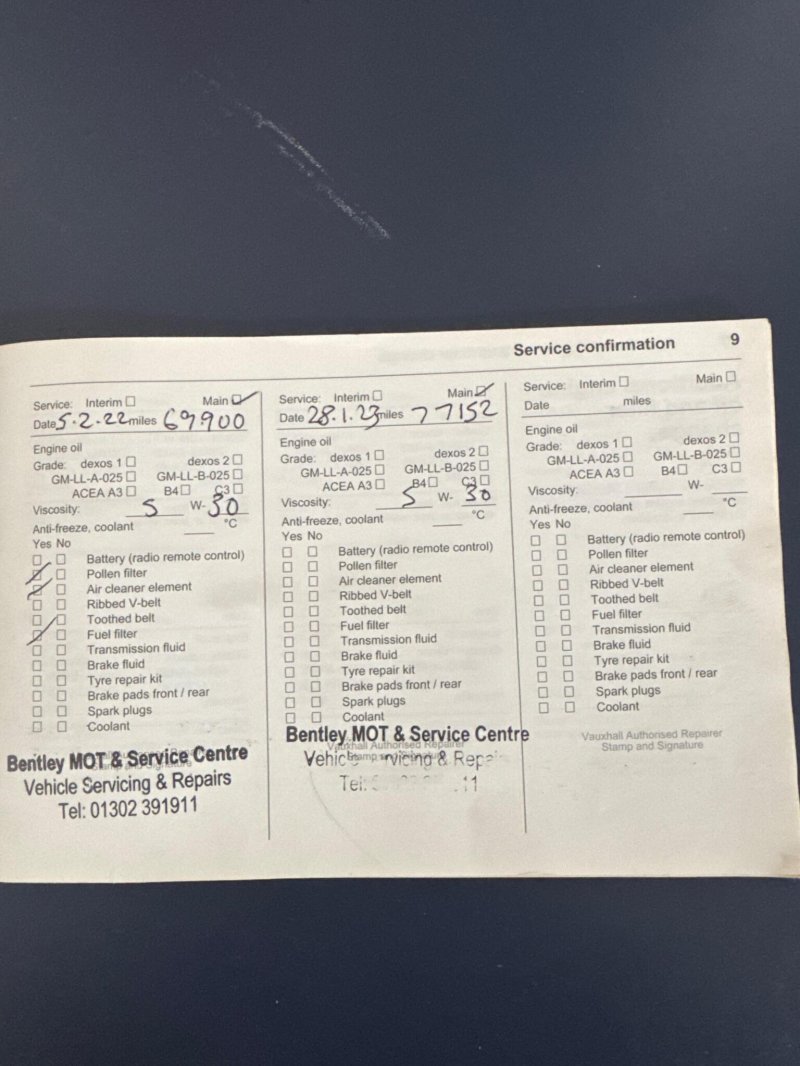 Service confirmation 9
Service: Interim Main
Date 5.2.22 miles 69900
Engine oil
Grade: dexos 1 dexos 2
GM-LL-A-025 GM-LL-B-025
ACEA A3 B4 C3
Viscosity: 5 W- 30
Anti-freeze, coolant °C
Yes No
Battery (radio remote control)
Pollen filter
Air cleaner element
Ribbed V-belt
Toothed belt
Fuel filter
Transmission fluid
Brake fluid
Tyre repair kit
Brake pads front / rear
Spark plugs
Coolant
Bentley MOT & Service Centre
Vehicle Servicing & Repairs
Tel: 01302 391911
Service: Interim Main
Date 28.1.23 miles 77152
Engine oil
Grade: dexos 1 dexos 2
GM-LL-A-025 GM-LL-B-025
ACEA A3 B4 C3
Viscosity: 5 W- 30
Anti-freeze, coolant °C
Yes No
Battery (radio remote control)
Pollen filter
Air cleaner element
Ribbed V-belt
Toothed belt
Fuel filter
Transmission fluid
Brake fluid
Tyre repair kit
Brake pads front / rear
Spark plugs
Coolant
Bentley MOT & Service Centre
Vauxhall Authorised Repairer
Tel:
Service: Interim Main
Date miles
Engine oil
Grade: dexos 1 dexos 2
GM-LL-A-025 GM-LL-B-025
ACEA A3 B4 C3
Viscosity: W-
Anti-freeze, coolant °C
Yes No
Battery (radio remote control)
Pollen filter
Air cleaner element
Ribbed V-belt
Toothed belt
Fuel filter
Transmission fluid
Brake fluid
Tyre repair kit
Brake pads front / rear
Spark plugs
Coolant
Vauxhall Authorised Repairer
Stamp and Signature